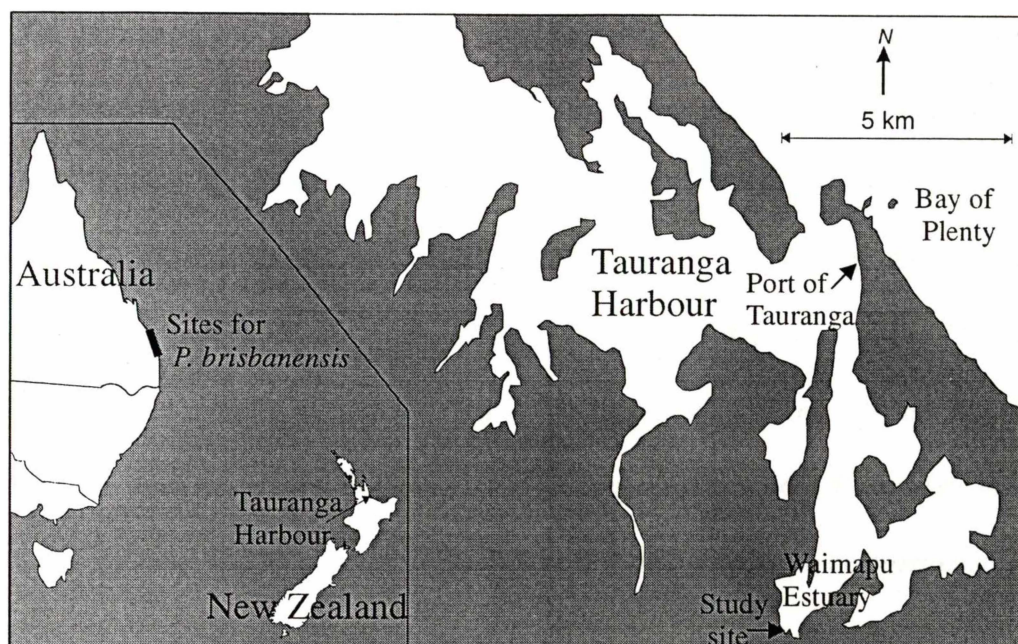 N
5 km
Bay of
Plenty
Australia
Tauranga
Harbour
Port of
Tauranga
Sites for
P. brisbanensis
Tauranga
Harbour
New Zealand
Waimapu
Estuary
Study
site